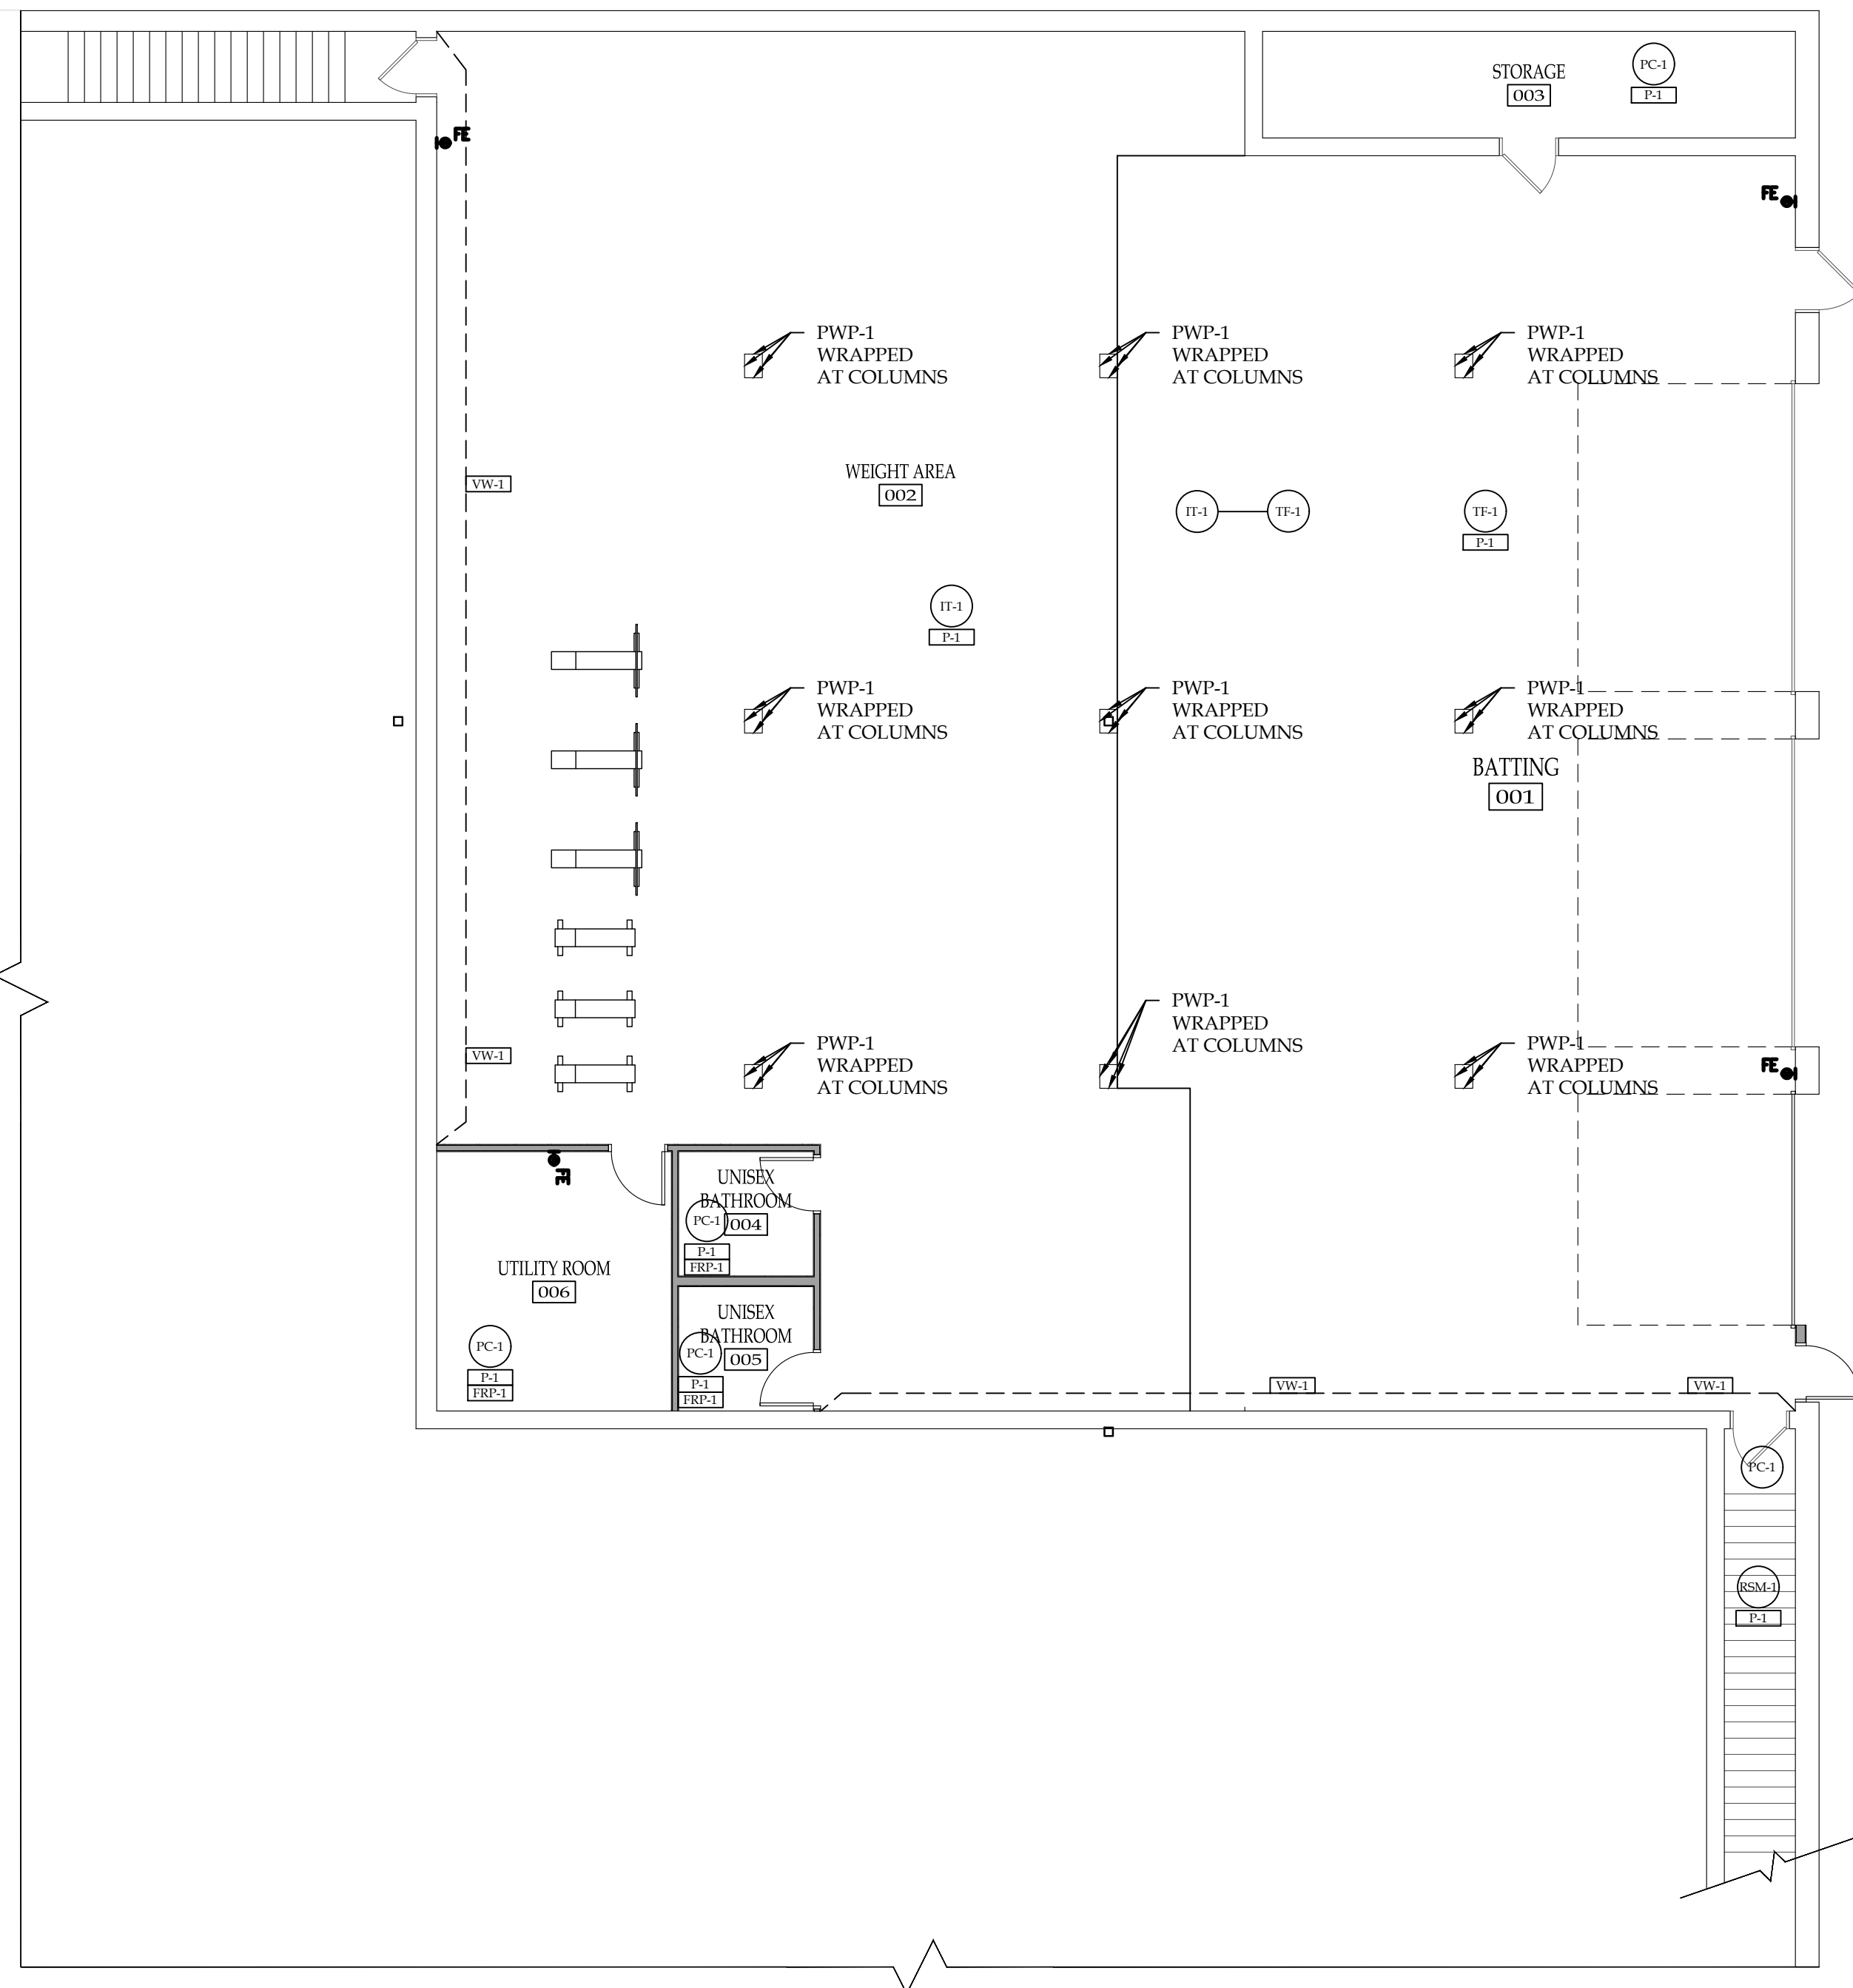 STORAGE
003
PC-1
P-1
FE
FE
PWP-1
WRAPPED
AT COLUMNS
PWP-1
WRAPPED
AT COLUMNS
PWP-1
WRAPPED
AT COLUMNS
WEIGHT AREA
002
VW-1
IT-1
TF-1
TF-1
P-1
IT-1
P-1
PWP-1
WRAPPED
AT COLUMNS
PWP-1
WRAPPED
AT COLUMNS
PWP-1
WRAPPED
AT COLUMNS
BATTING
001
PWP-1
WRAPPED
AT COLUMNS
VW-1
PWP-1
WRAPPED
AT COLUMNS
PWP-1
WRAPPED
AT COLUMNS
FE
FE
UNISEX
BATHROOM
004
PC-1
P-1
FRP-1
UTILITY ROOM
006
PC-1
P-1
FRP-1
UNISEX
BATHROOM
005
PC-1
P-1
FRP-1
VW-1
VW-1
PC-1
RSM-1
P-1